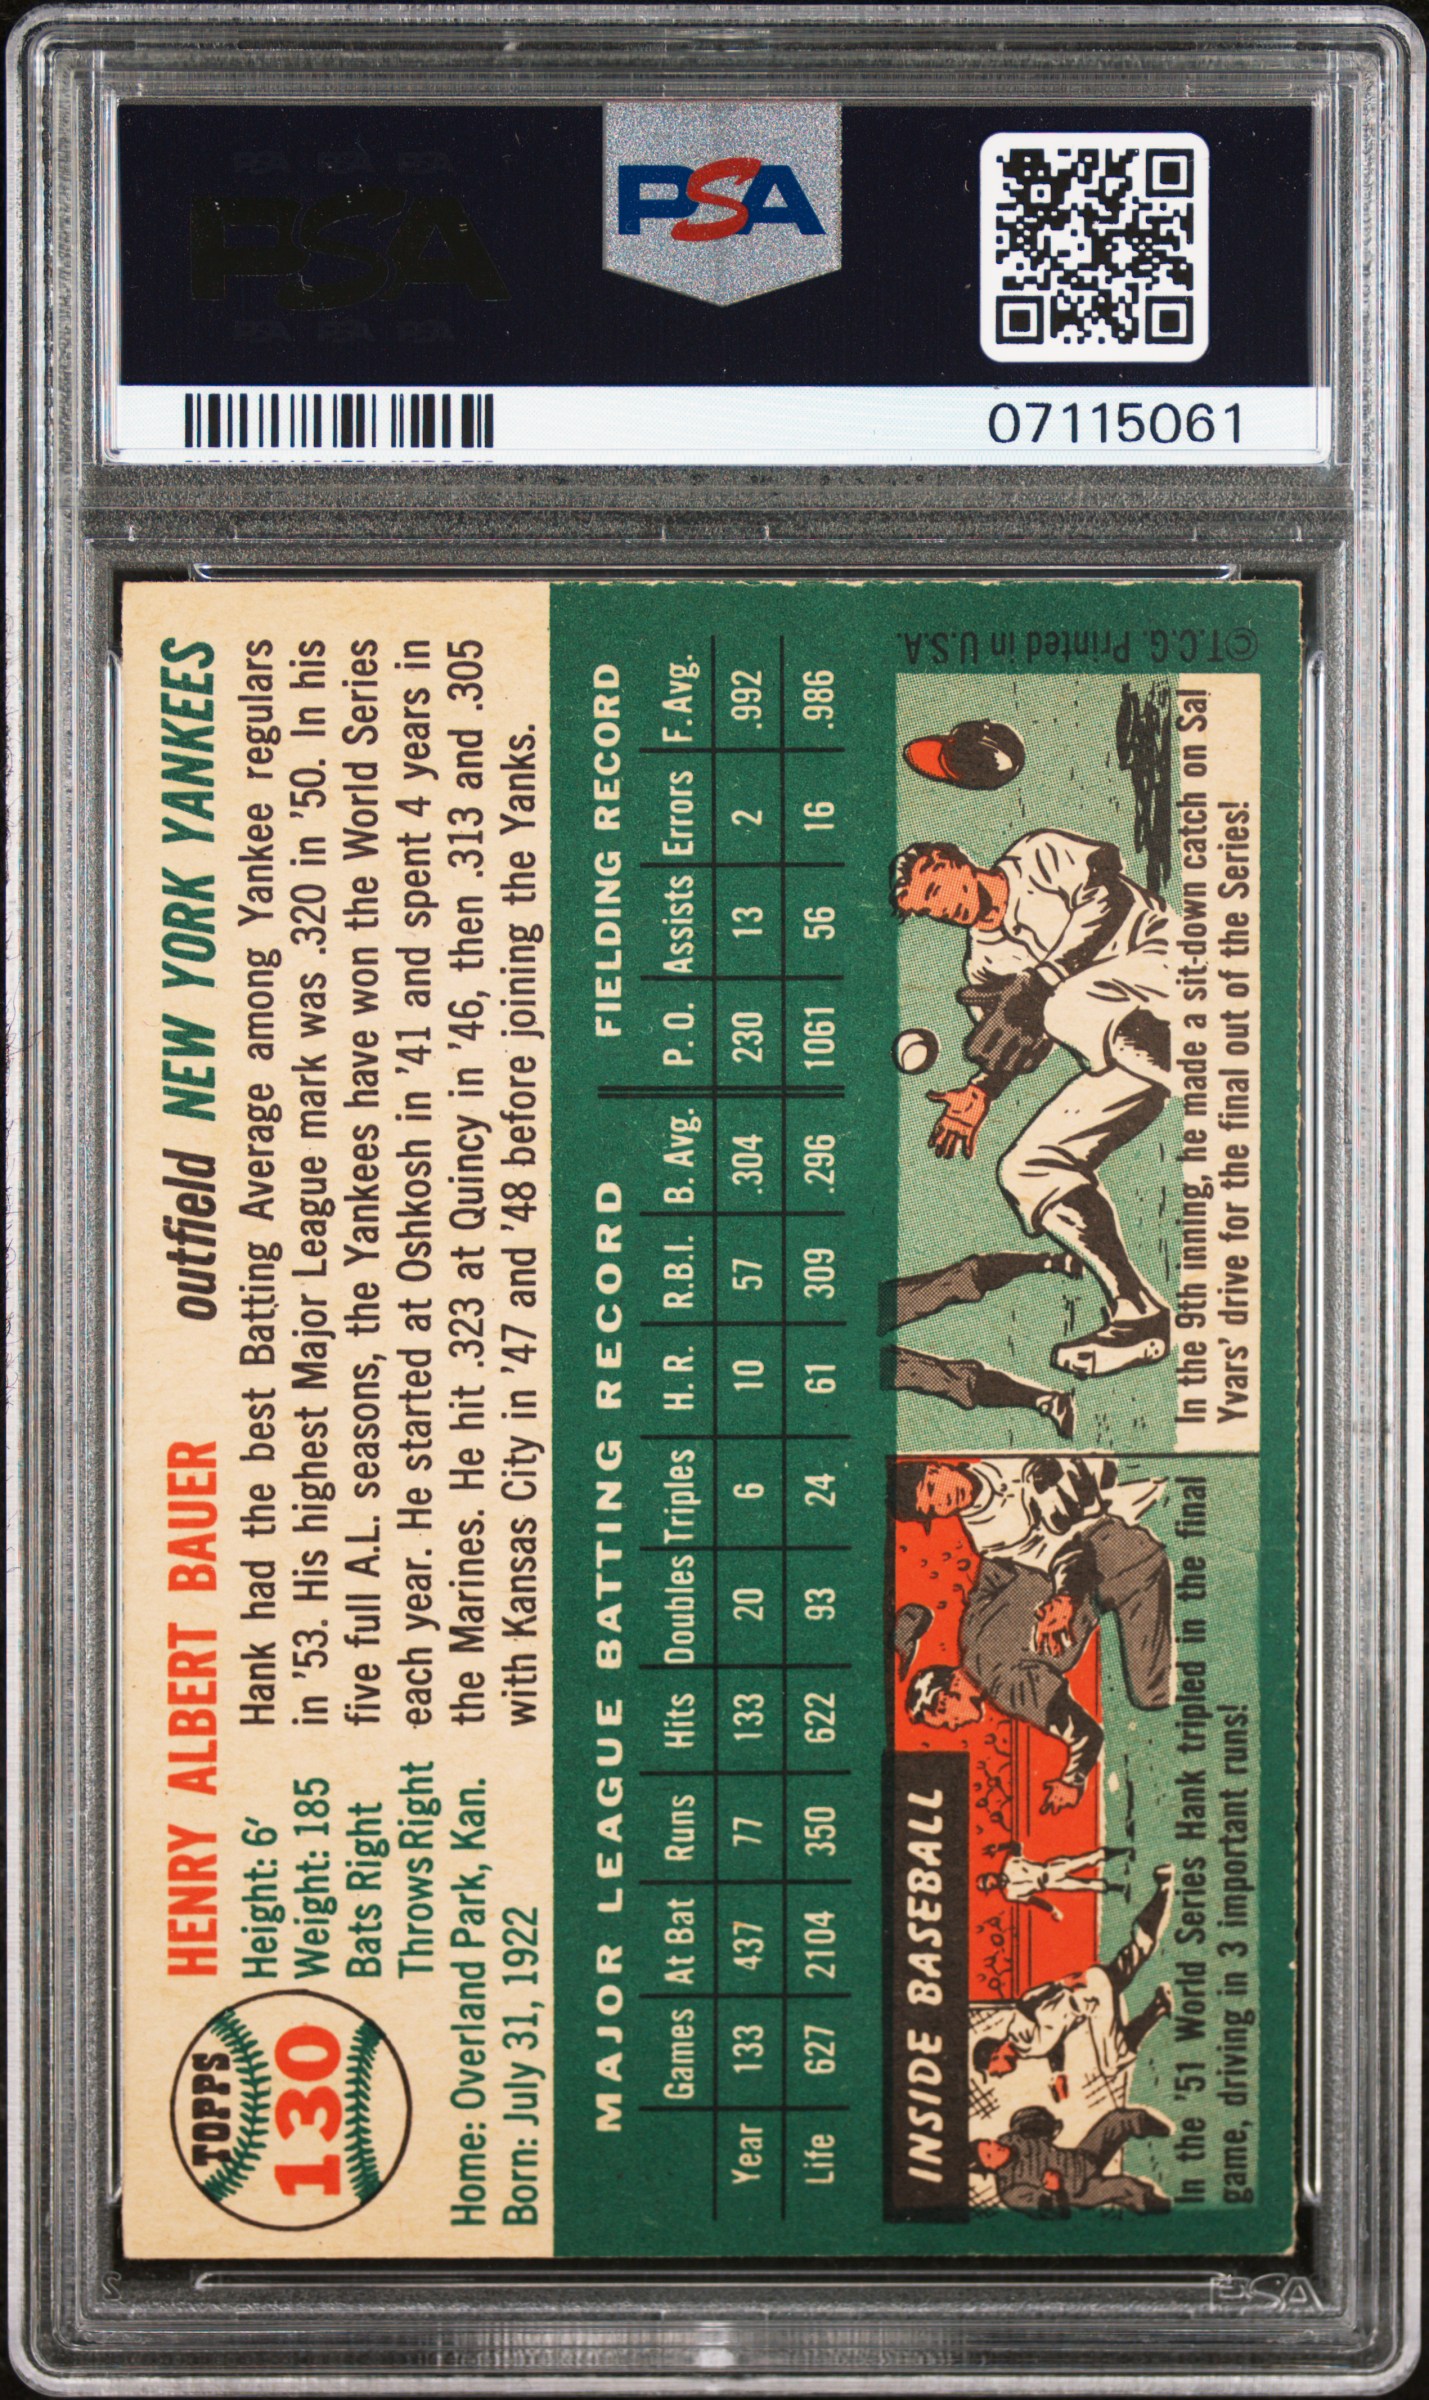 PSA PSA PSA
PSA
PSA PSA PSA
PSA
07115061
TOPPS
130
HENRY ALBERT BAUER outfield NEW YORK YANKEES
Height: 6'
Weight: 185
Bats Right
Throws Right
Home: Overland Park, Kan.
Born: July 31, 1922
Hank had the best Batting Average among Yankee regulars
in '53. His highest Major League mark was .320 in '50. In his
five full A.L. seasons, the Yankees have won the World Series
each year. He started at Oshkosh in '41 and spent 4 years in
the Marines. He hit .323 at Quincy in '46, then .313 and .305
with Kansas City in '47 and '48 before joining the Yanks.
MAJOR LEAGUE BATTING RECORD FIELDING RECORD
Games At Bat Runs Hits Doubles Triples H. R. R.B.I. B. Avg. P. O. Assists Errors F. Avg.
Year 133 437 77 133 20 6 10 57 .304 230 13 2 .992
Life 627 2104 350 622 93 24 61 309 .296 1061 56 16 .986
INSIDE BASEBALL
In the '51 World Series Hank tripled in the final
game, driving in 3 important runs!
In the 9th inning, he made a sit-down catch on Sal
Yvars' drive for the final out of the Series!
©T.C.G. Printed in U.S.A.
PSA